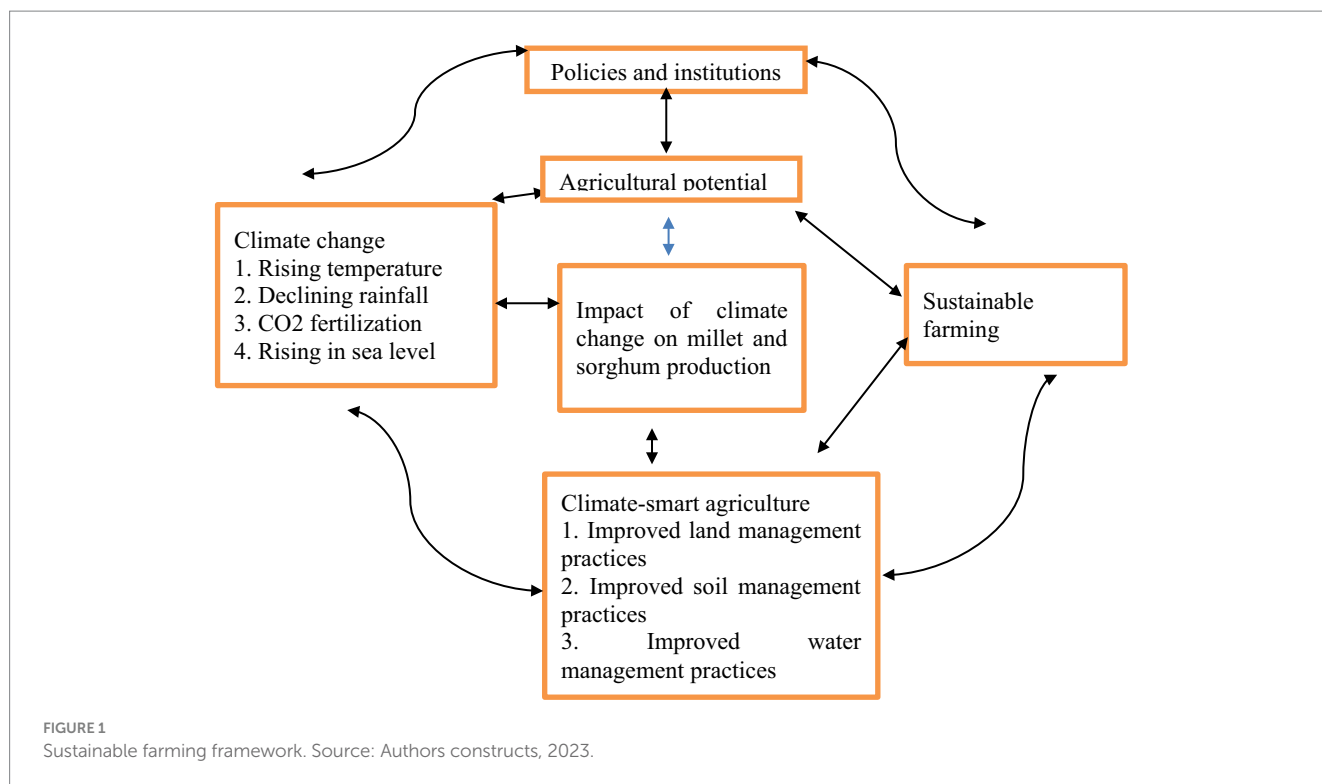 Policies and institutions
Agricultural potential
Climate change
1. Rising temperature
2. Declining rainfall
3. CO2 fertilization
4. Rising in sea level
Impact of climate
change on millet and
sorghum production
Sustainable
farming
Climate-smart agriculture
1. Improved land management
practices
2. Improved soil management
practices
3. Improved water
management practices
FIGURE 1
Sustainable farming framework. Source: Authors constructs, 2023.